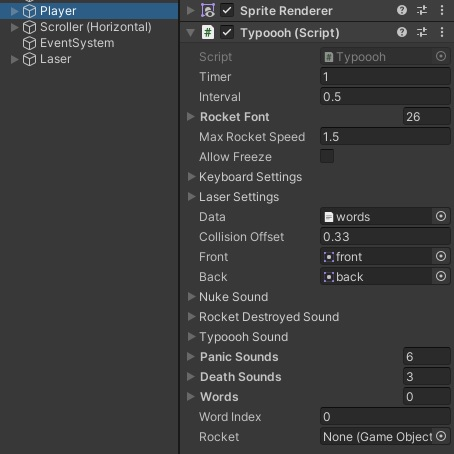 Player
Scroller (Horizontal)
EventSystem
Laser
Sprite Renderer
# Typoooh (Script)
Script # Typoooh
Timer 1
Interval 0.5
Rocket Font 26
Max Rocket Speed 1.5
Allow Freeze
Keyboard Settings
Laser Settings
Data words
Collision Offset 0.33
Front front
Back back
Nuke Sound
Rocket Destroyed Sound
Typoooh Sound
Panic Sounds 6
Death Sounds 3
Words 0
Word Index 0
Rocket None (Game Object